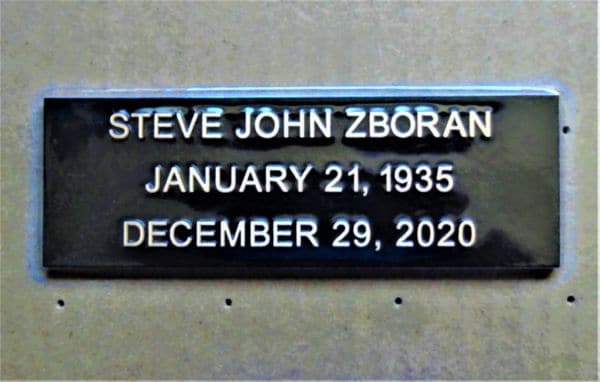 STEVE JOHN ZBORAN
JANUARY 21, 1935
DECEMBER 29, 2020